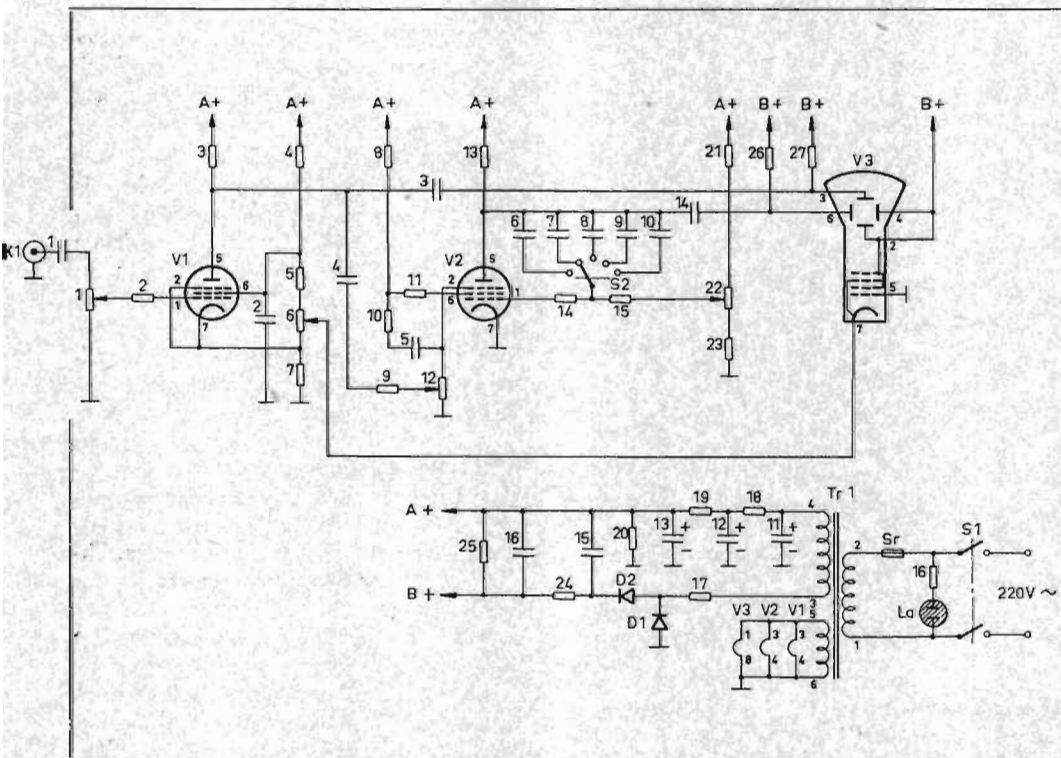 A+ A+ A+ A+ A+ B+ B+ B+
3 4 8 13 21 26 27 V3
3 3
14 6 4
6 7 8 9 10 2
K1 1 V1 5 V2 5
4 S2 5
2 6 5 11 2 1 22
1 2 1 2 6 6 14 15
7 10 7 7
5 23
7 9 12
Tr 1
A+ 19 18 4
25 16 15 20 13 + 12 + 11 + 2 Sr S1
- - -
D2 16
B+ 24 17 3 220V ~
D1 V3 V2 V1 5 La
1 3 3
8 4 4 1
6